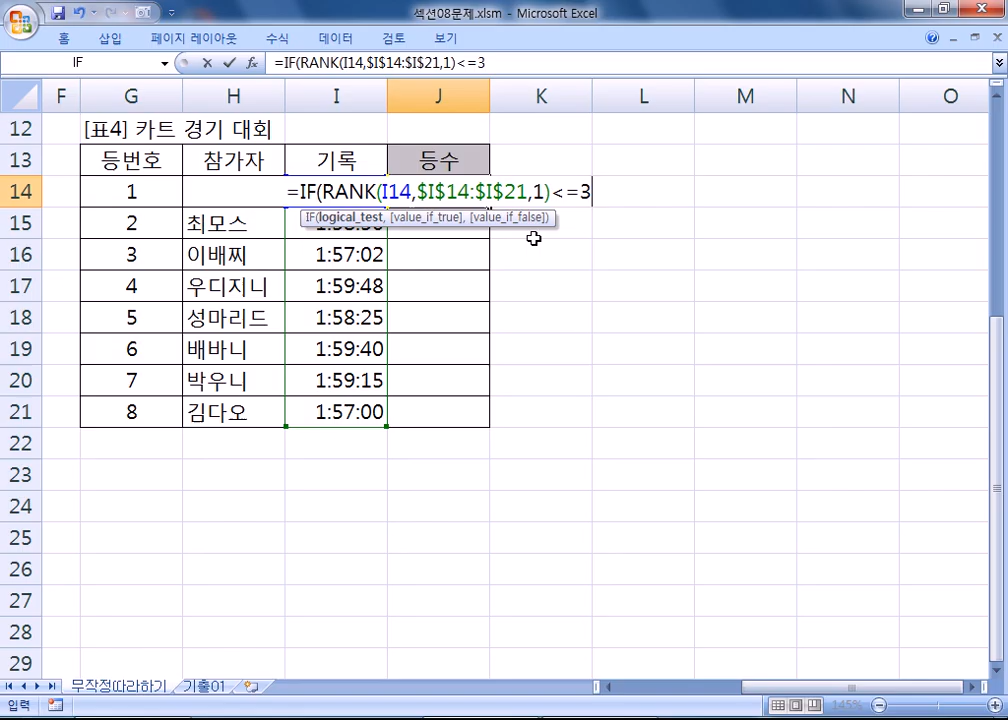 섹션08문제.xlsm - Microsoft Excel
홈 삽입 페이지 레이아웃 수식 데이터 검토 보기
IF =IF(RANK(I14,$I$14:$I$21,1)<=3
F G H I J K L M N O
12 [표4] 카트 경기 대회
13 등번호 참가자 기록 등수
14 1 =IF(RANK(I14,$I$14:$I$21,1)<=3
IF(logical_test, [value_if_true], [value_if_false])
15 2 최모스
16 3 이배찌 1:57:02
17 4 우디지니 1:59:48
18 5 성마리드 1:58:25
19 6 배바니 1:59:40
20 7 박우니 1:59:15
21 8 김다오 1:57:00
22
23
24
25
26
27
28
29
무작정따라하기 기출01
입력 145%